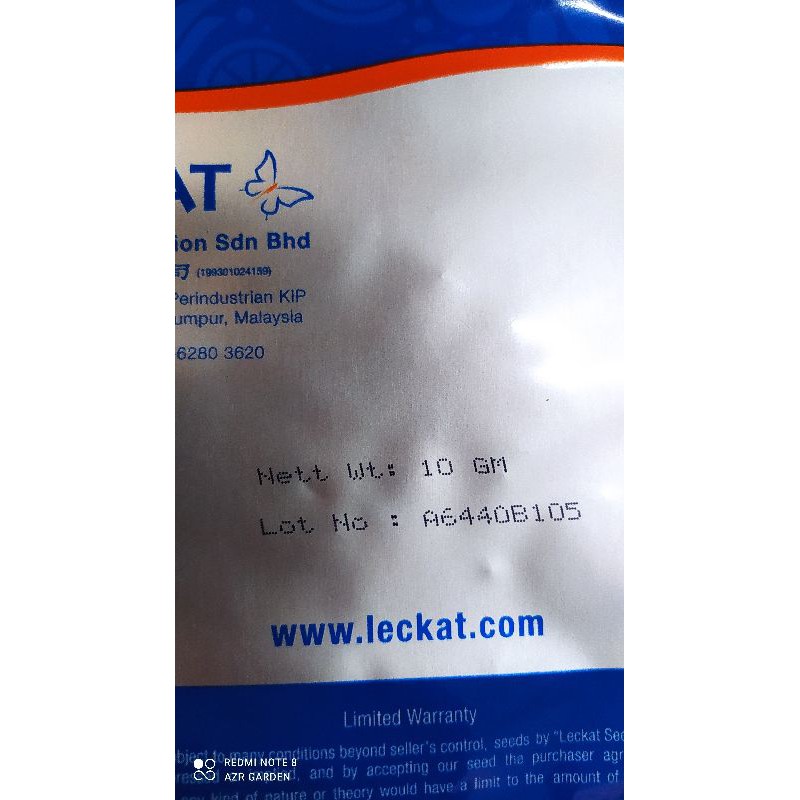 AT
ion Sdn Bhd
司 (199301024159)
Perindustrian KIP
umpur, Malaysia
6280 3620
Nett Wt: 10 GM
Lot No : A6440B105
www.leckat.com
Limited Warranty
bject to many conditions beyond seller's control, seeds by "Leckat See
and by accepting our seed the purchaser agr
kind of nature or theory would have a limit to the amount of
REDMI NOTE 8
AZR GARDEN